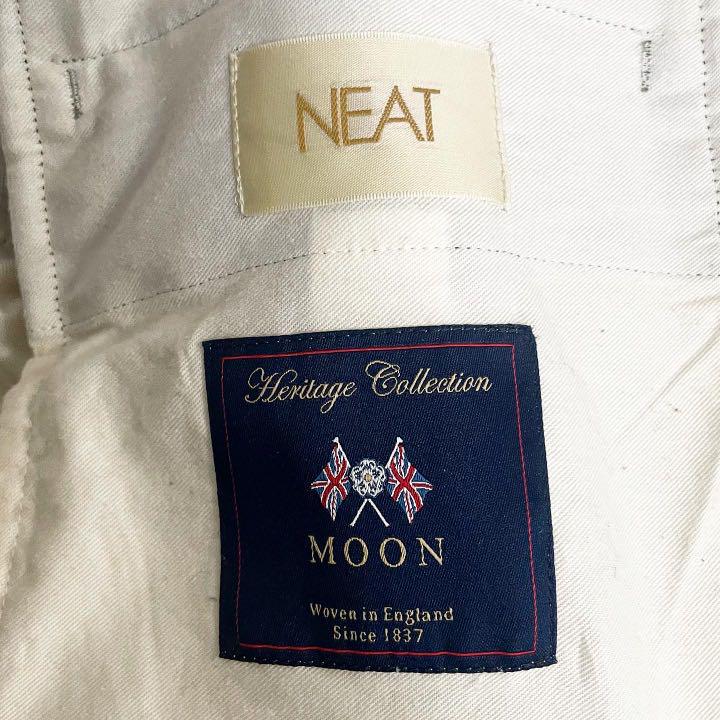 NEAT
Heritage Collection
MOON
Woven in England
Since 1837